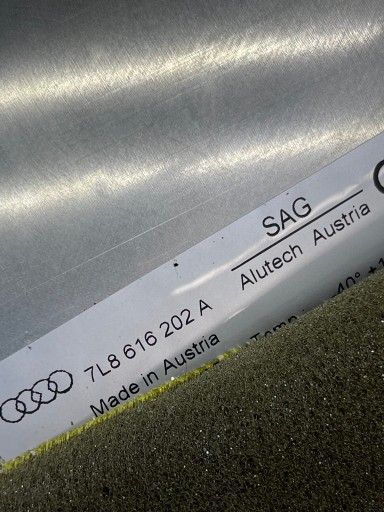 SAG
Alutech Austria
7L8 616 202 A
Made in Austria